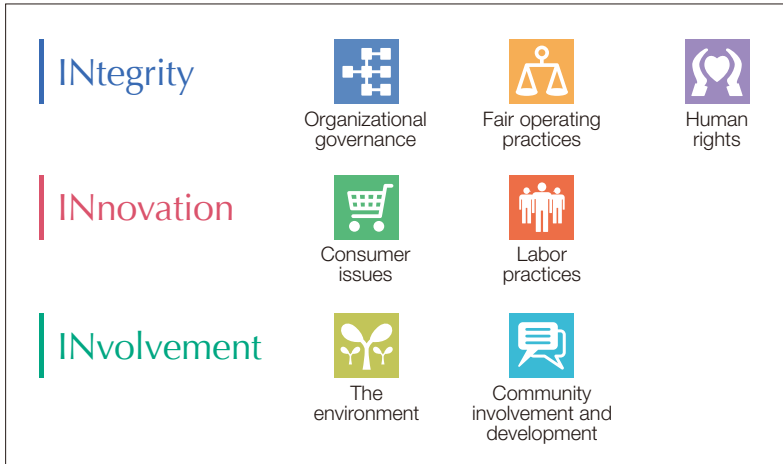 INtegrity
Organizational
governance
Fair operating
practices
Human
rights
INnovation
Consumer
issues
Labor
practices
INvolvement
The
environment
Community
involvement and
development